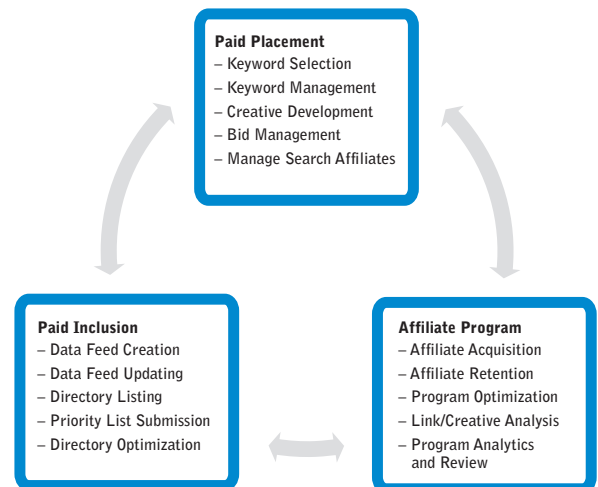 Paid Placement
– Keyword Selection
– Keyword Management
– Creative Development
– Bid Management
– Manage Search Affiliates
Paid Inclusion
– Data Feed Creation
– Data Feed Updating
– Directory Listing
– Priority List Submission
– Directory Optimization
Affiliate Program
– Affiliate Acquisition
– Affiliate Retention
– Program Optimization
– Link/Creative Analysis
– Program Analytics
and Review